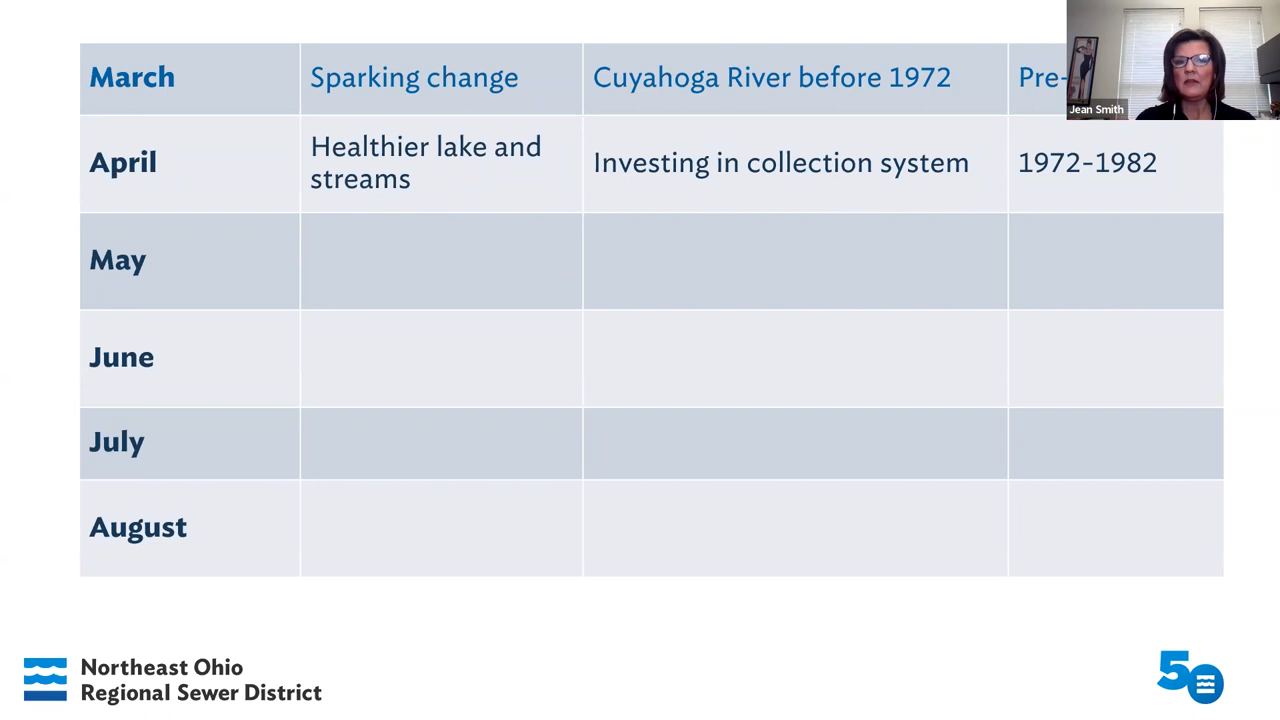 March
Sparking change
Cuyahoga River before 1972
Pre-
Jean Smith
April
Healthier lake and
streams
Investing in collection system
1972-1982
May
June
July
August
Northeast Ohio
Regional Sewer District
50